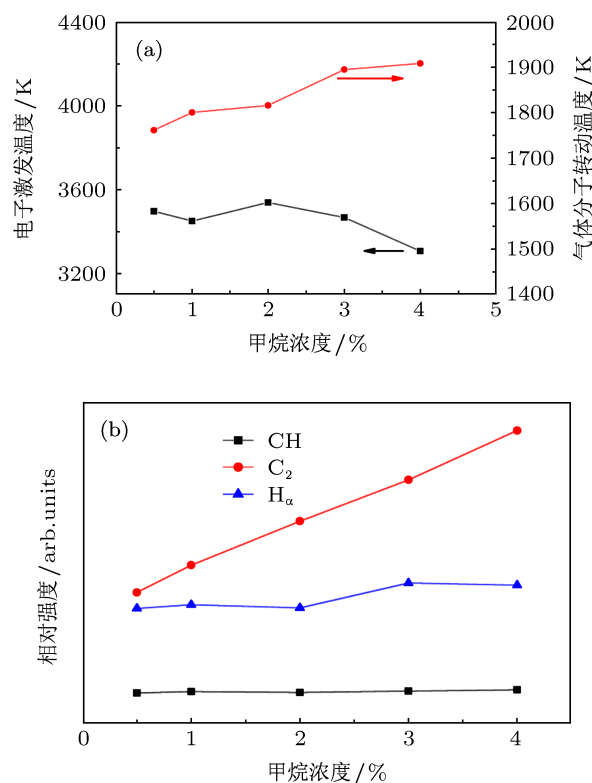 (a)
4400
4000
3600
3200
电子激发温度/K
2000
1900
1800
1700
1600
1500
1400
气体分子转动温度/K
0 1 2 3 4 5
甲烷浓度/%
(b)
CH
C₂
Hα
相对强度/arb.units
0 1 2 3 4
甲烷浓度/%